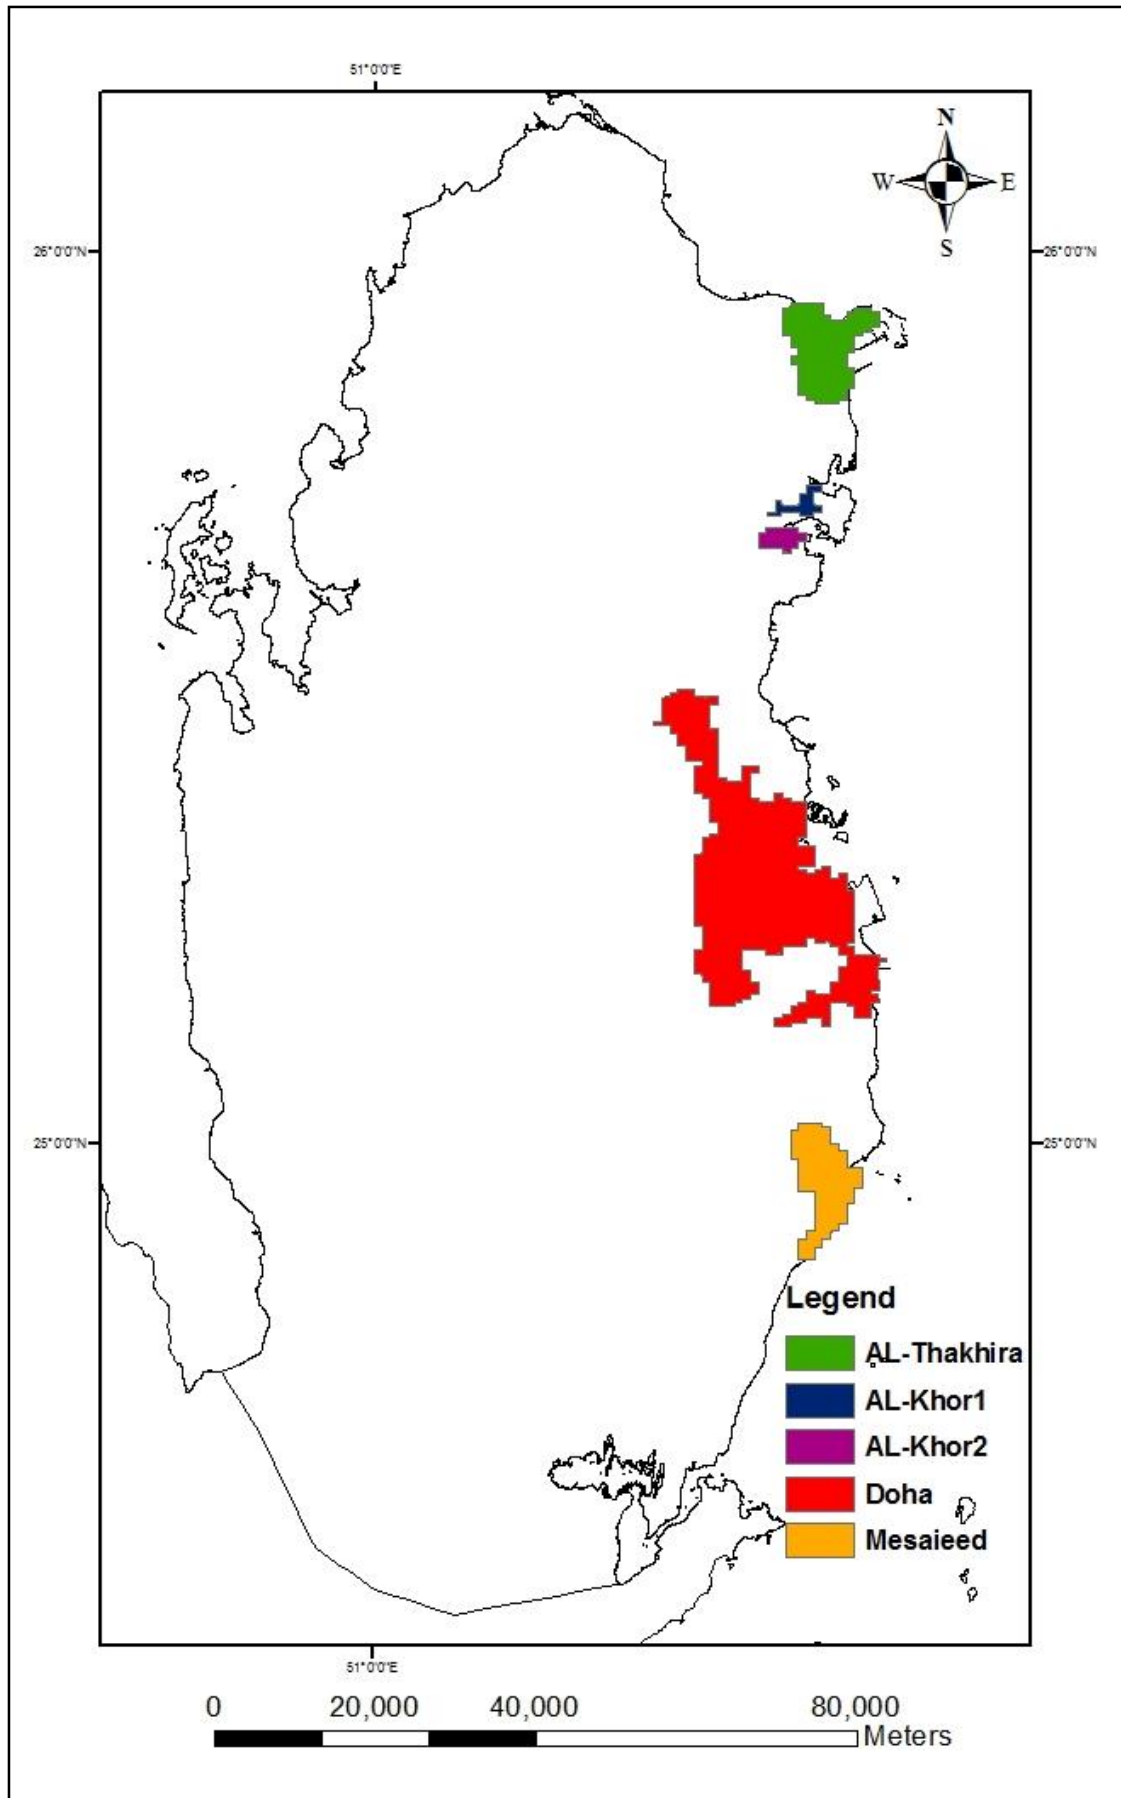 51°0'0"E
N
W E
S
26°0'0"N 26°0'0"N
25°0'0"N 25°0'0"N
Legend
AL-Thakhira
AL-Khor1
AL-Khor2
Doha
Mesaieed
51°0'0"E
0 20,000 40,000 80,000
Meters